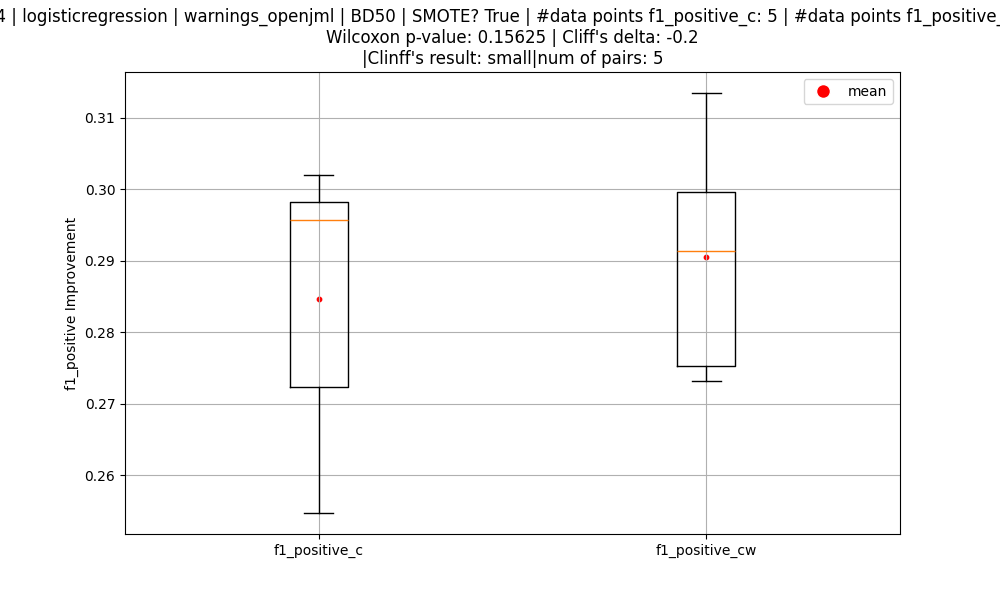 4 | logisticregression | warnings_openjml | BD50 | SMOTE? True | #data points f1_positive_c: 5 | #data points f1_positive_
Wilcoxon p-value: 0.15625 | Cliff's delta: -0.2
|Clinff's result: small|num of pairs: 5
mean
0.31
0.30
0.29
0.28
0.27
0.26
f1_positive Improvement
f1_positive_c
f1_positive_cw